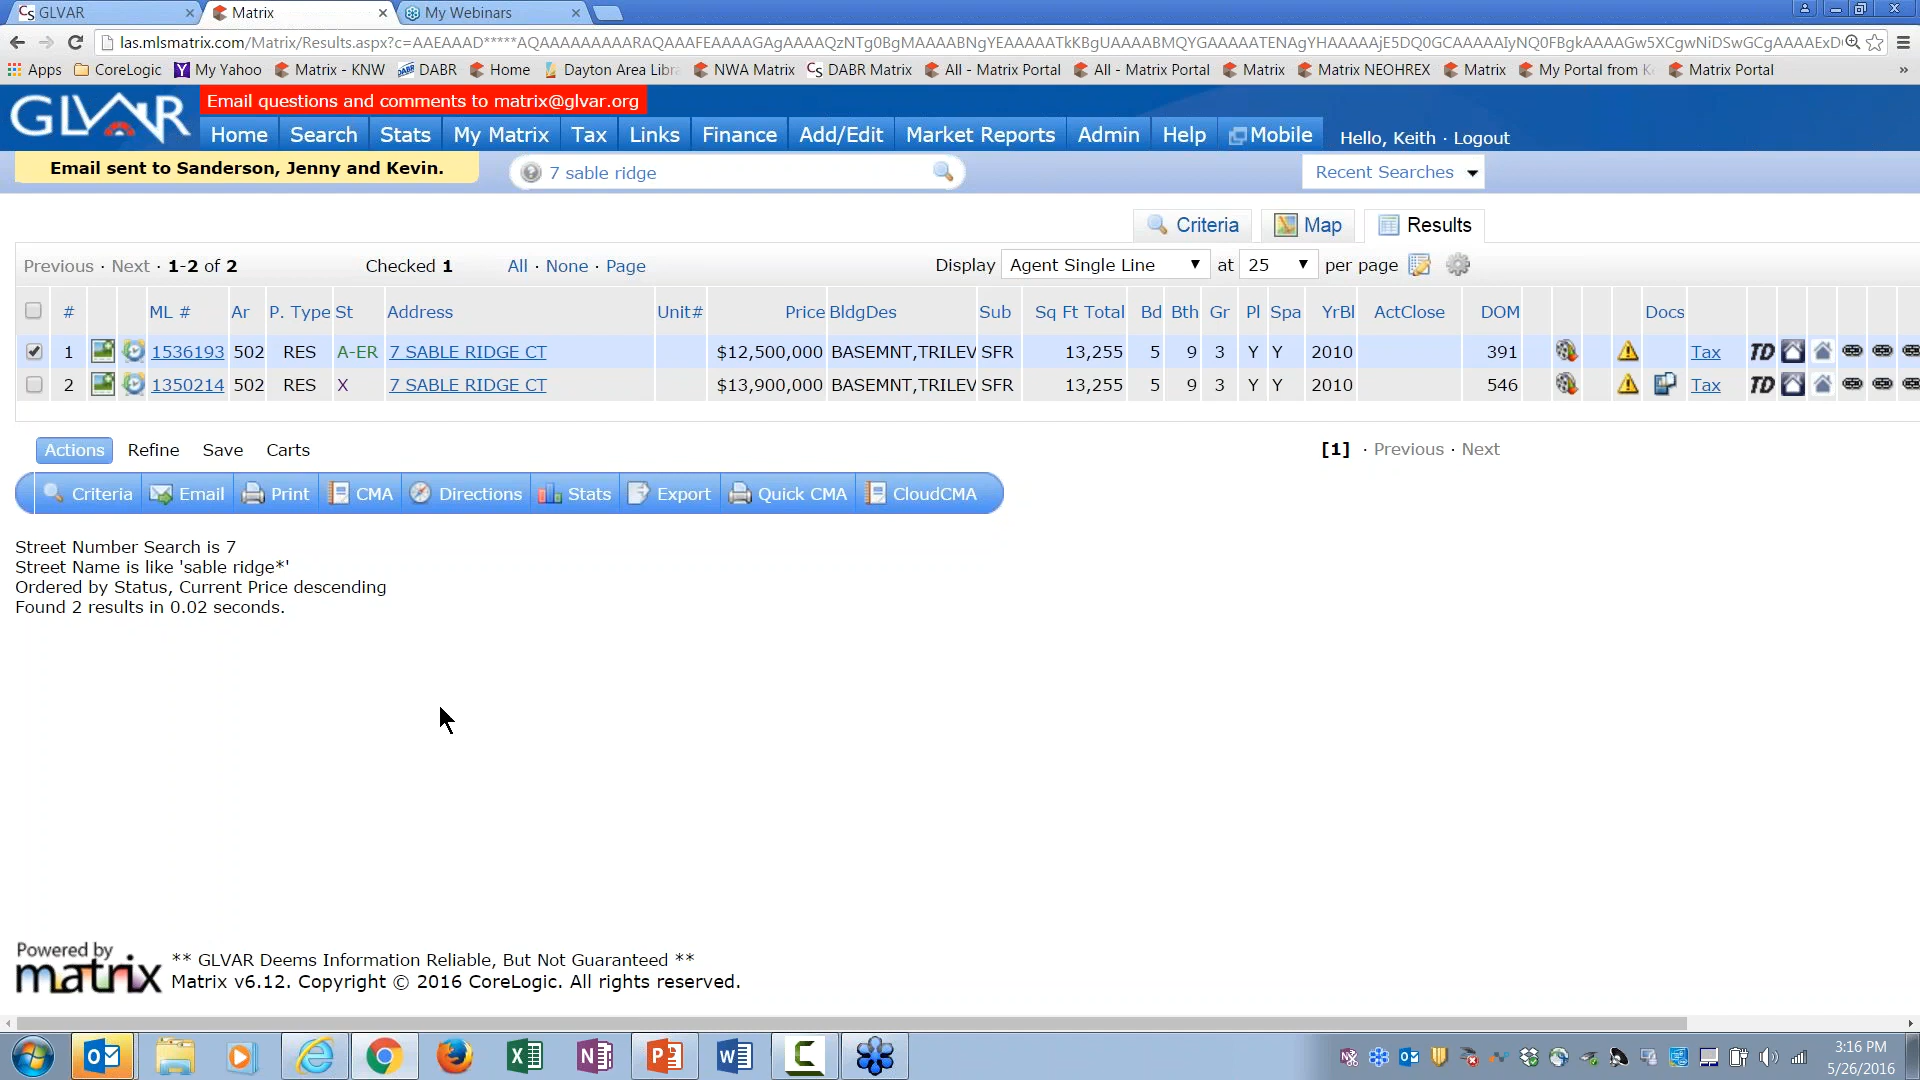 GLVAR
Matrix
My Webinars
las.mlsmatrix.com/Matrix/Results.aspx?c=AAEAAAD*****AQAAAAAAAAARAQAAAFEAAAAGAgAAAAQzNTg0BgMAAAABNgYEAAAAATkKBgUAAAABMQYGAAAAATENAgYHAAAAAjE5DQ0GCAAAAAIyNQ0FBgkAAAAGw5XCgwNiDSwGCgAAAAExD
Apps
CoreLogic
My Yahoo
Matrix - KNW
DABR
Home
Dayton Area Libra
NWA Matrix
DABR Matrix
All - Matrix Portal
All - Matrix Portal
Matrix
Matrix NEOHREX
Matrix
My Portal from Ke
Matrix Portal
»
GLVAR
Email questions and comments to matrix@glvar.org
Home Search Stats My Matrix Tax Links Finance Add/Edit Market Reports Admin Help Mobile
Hello, Keith · Logout
Email sent to Sanderson, Jenny and Kevin.
7 sable ridge
Recent Searches
Criteria Map Results
Previous · Next · 1-2 of 2 Checked 1 All · None · Page Display Agent Single Line at 25 per page
# ML # Ar P. Type St Address Unit# Price BldgDes Sub Sq Ft Total Bd Bth Gr Pl Spa YrBl ActClose DOM Docs
1 1536193 502 RES A-ER 7 SABLE RIDGE CT $12,500,000 BASEMNT,TRILEV SFR 13,255 5 9 3 Y Y 2010 391 Tax TD
2 1350214 502 RES X 7 SABLE RIDGE CT $13,900,000 BASEMNT,TRILEV SFR 13,255 5 9 3 Y Y 2010 546 Tax TD
Actions Refine Save Carts
[1] · Previous · Next
Criteria Email Print CMA Directions Stats Export Quick CMA CloudCMA
Street Number Search is 7
Street Name is like 'sable ridge*'
Ordered by Status, Current Price descending
Found 2 results in 0.02 seconds.
Powered by
matrix
** GLVAR Deems Information Reliable, But Not Guaranteed **
Matrix v6.12. Copyright © 2016 CoreLogic. All rights reserved.
3:16 PM
5/26/2016